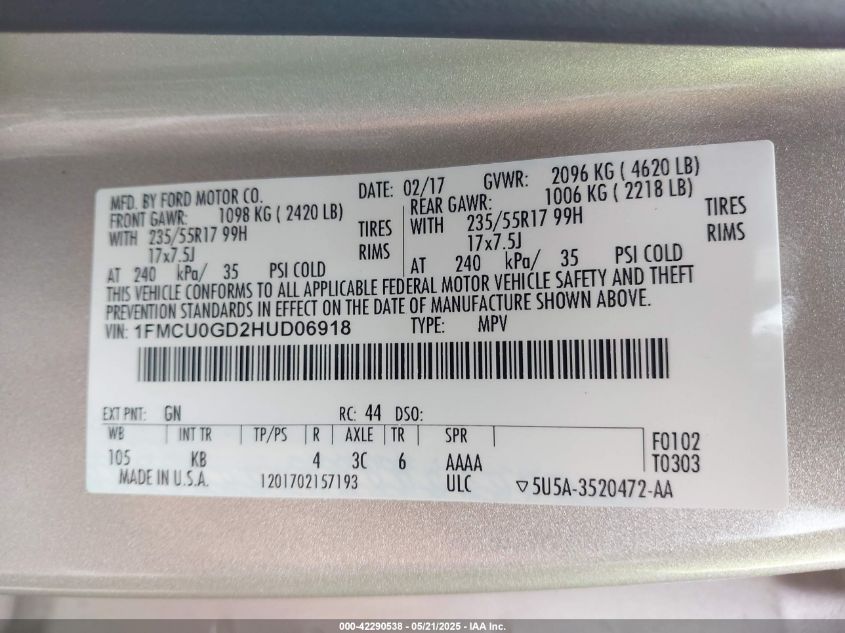 MFD. BY FORD MOTOR CO. DATE: 02/17 GVWR: 2096 KG ( 4620 LB)
FRONT GAWR: 1098 KG ( 2420 LB) REAR GAWR: 1006 KG ( 2218 LB)
WITH 235/55R17 99H TIRES WITH 235/55R17 99H TIRES
17x7.5J RIMS 17x7.5J RIMS
AT 240 kPa/ 35 PSI COLD AT 240 kPa/ 35 PSI COLD
THIS VEHICLE CONFORMS TO ALL APPLICABLE FEDERAL MOTOR VEHICLE SAFETY AND THEFT
PREVENTION STANDARDS IN EFFECT ON THE DATE OF MANUFACTURE SHOWN ABOVE.
VIN: 1FMCU0GD2HUD06918 TYPE: MPV
EXT PNT: GN RC: 44 DSO:
WB INT TR TP/PS R AXLE TR SPR F0102
105 KB 4 3C 6 AAAA T0303
MADE IN U.S.A. 1201702157193 ULC ▽5U5A-3520472-AA
000-42290538 - 05/21/2025 - IAA Inc.